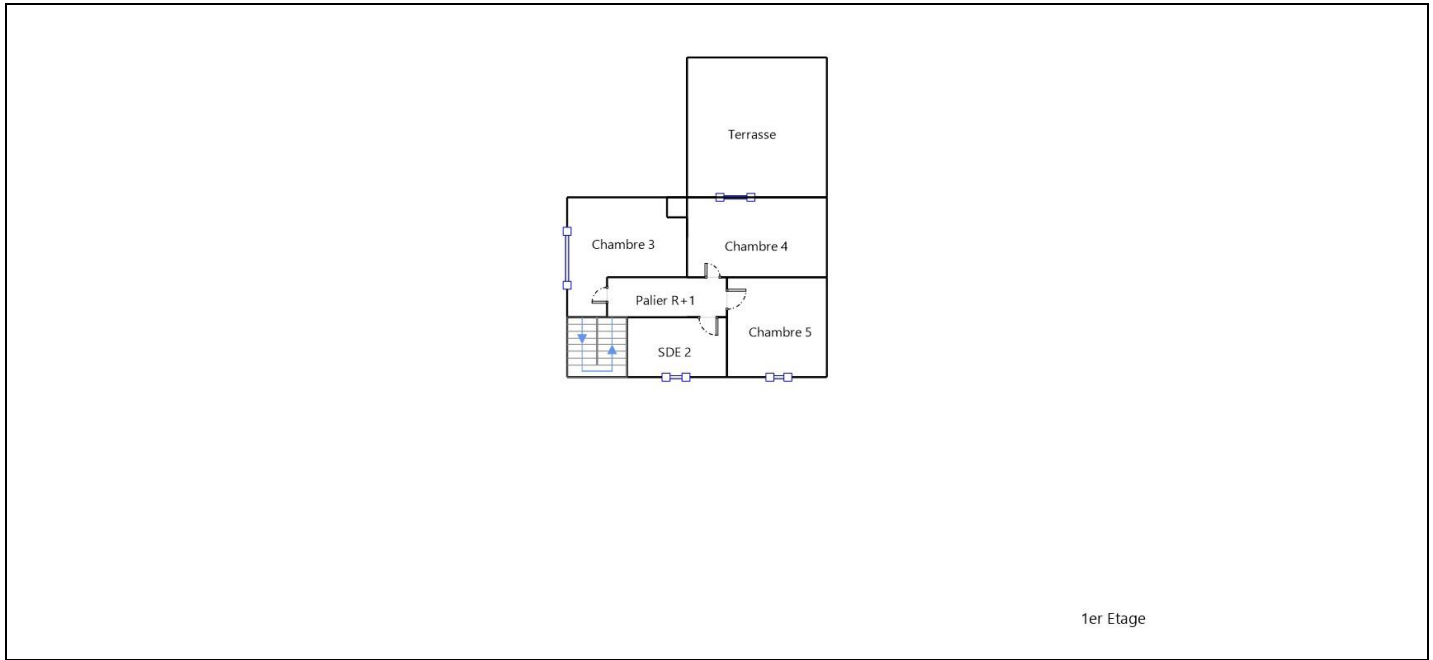 Terrasse
Chambre 3
Chambre 4
Palier R+1
Chambre 5
SDE 2
1er Etage